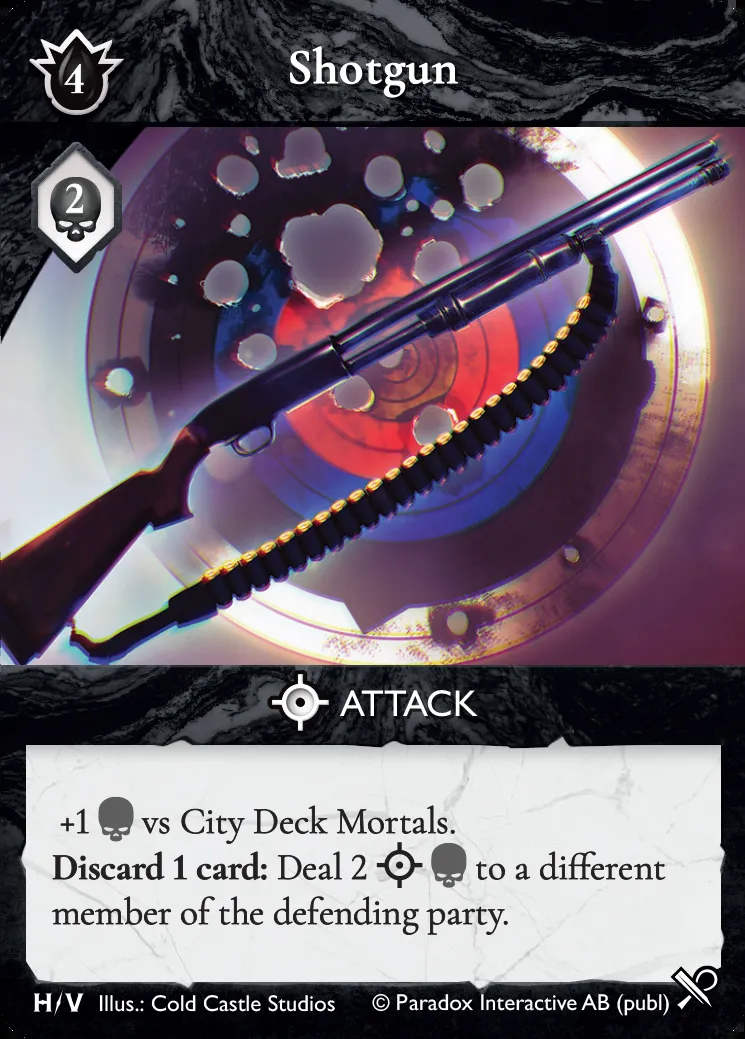 4
Shotgun
2
ATTACK
+1 vs City Deck Mortals.
Discard 1 card: Deal 2 to a different
member of the defending party.
H/V Illus.: Cold Castle Studios © Paradox Interactive AB (publ)